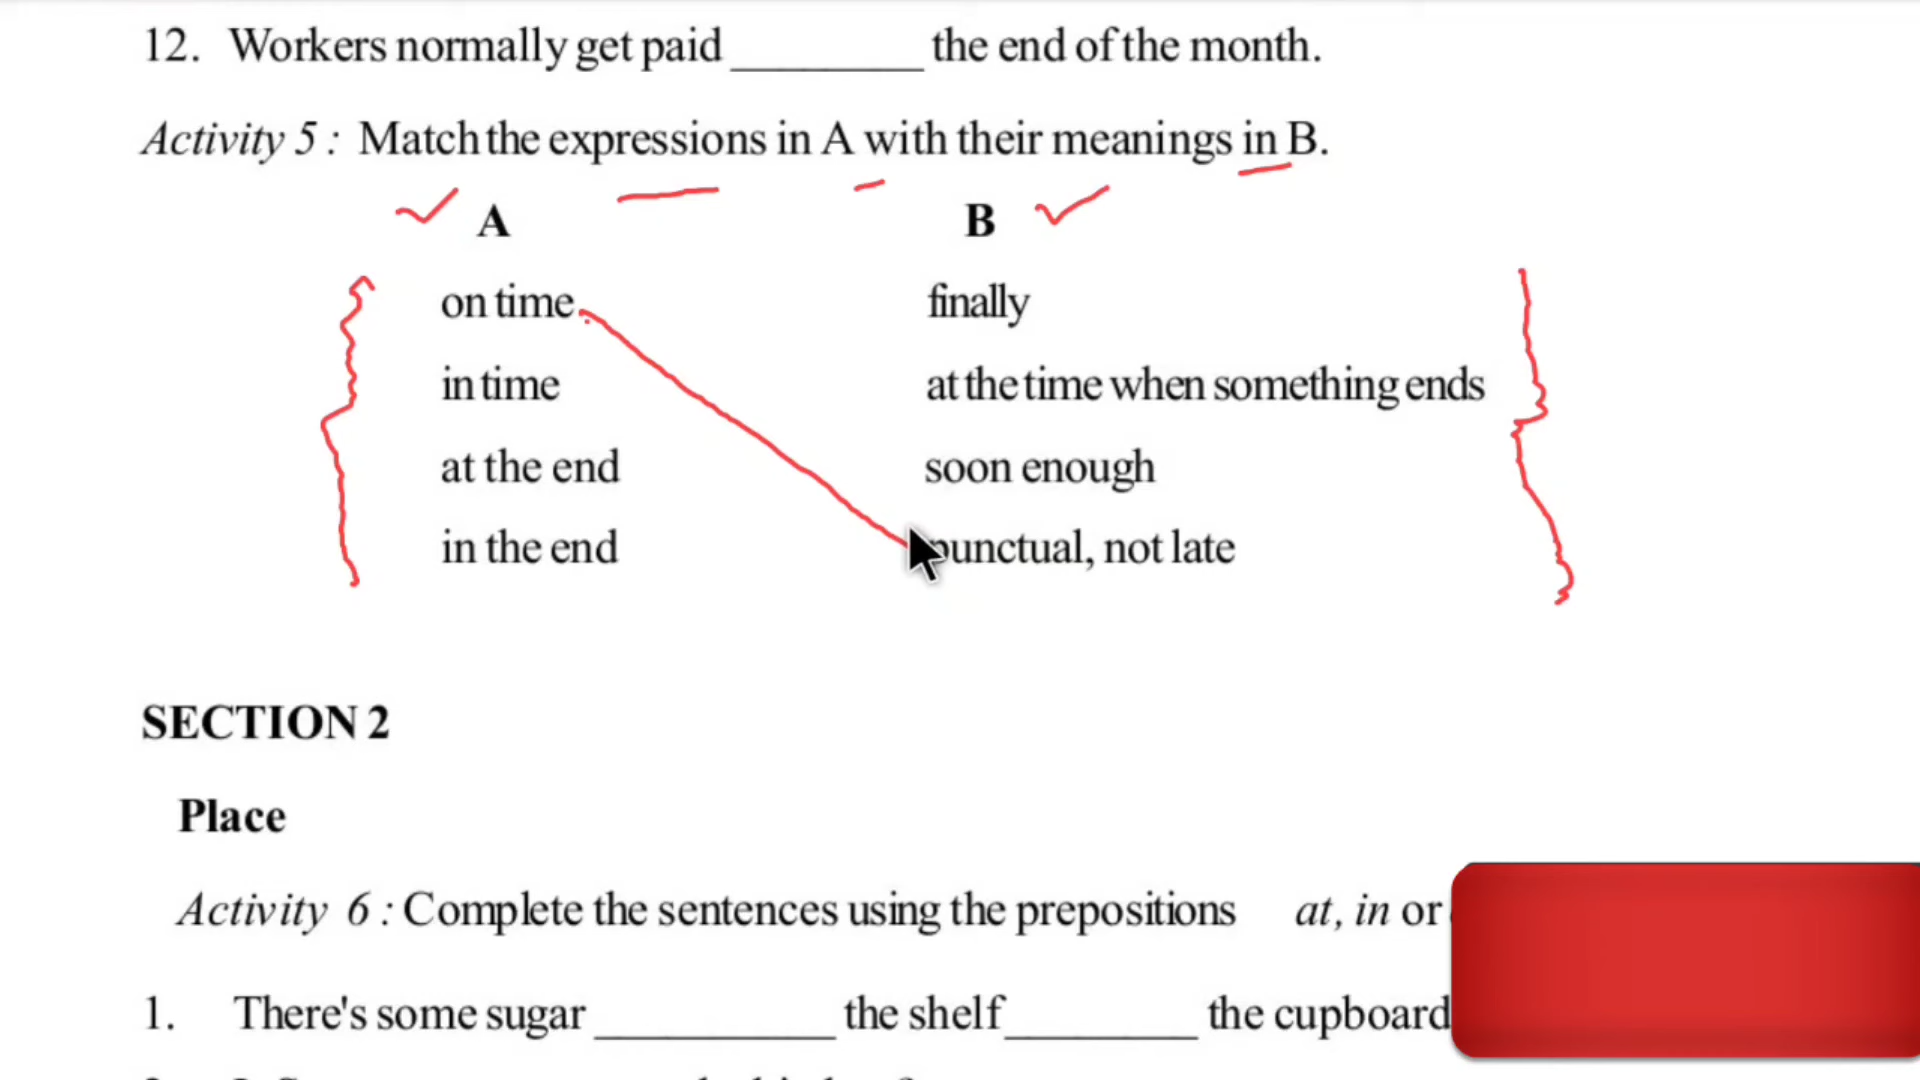 12. Workers normally get paid ________ the end of the month.
Activity 5 : Match the expressions in A with their meanings in B.
A B
on time finally
in time at the time when something ends
at the end soon enough
in the end punctual, not late
SECTION 2
Place
Activity 6 : Complete the sentences using the prepositions at, in or
1. There's some sugar __________ the shelf ________ the cupboard